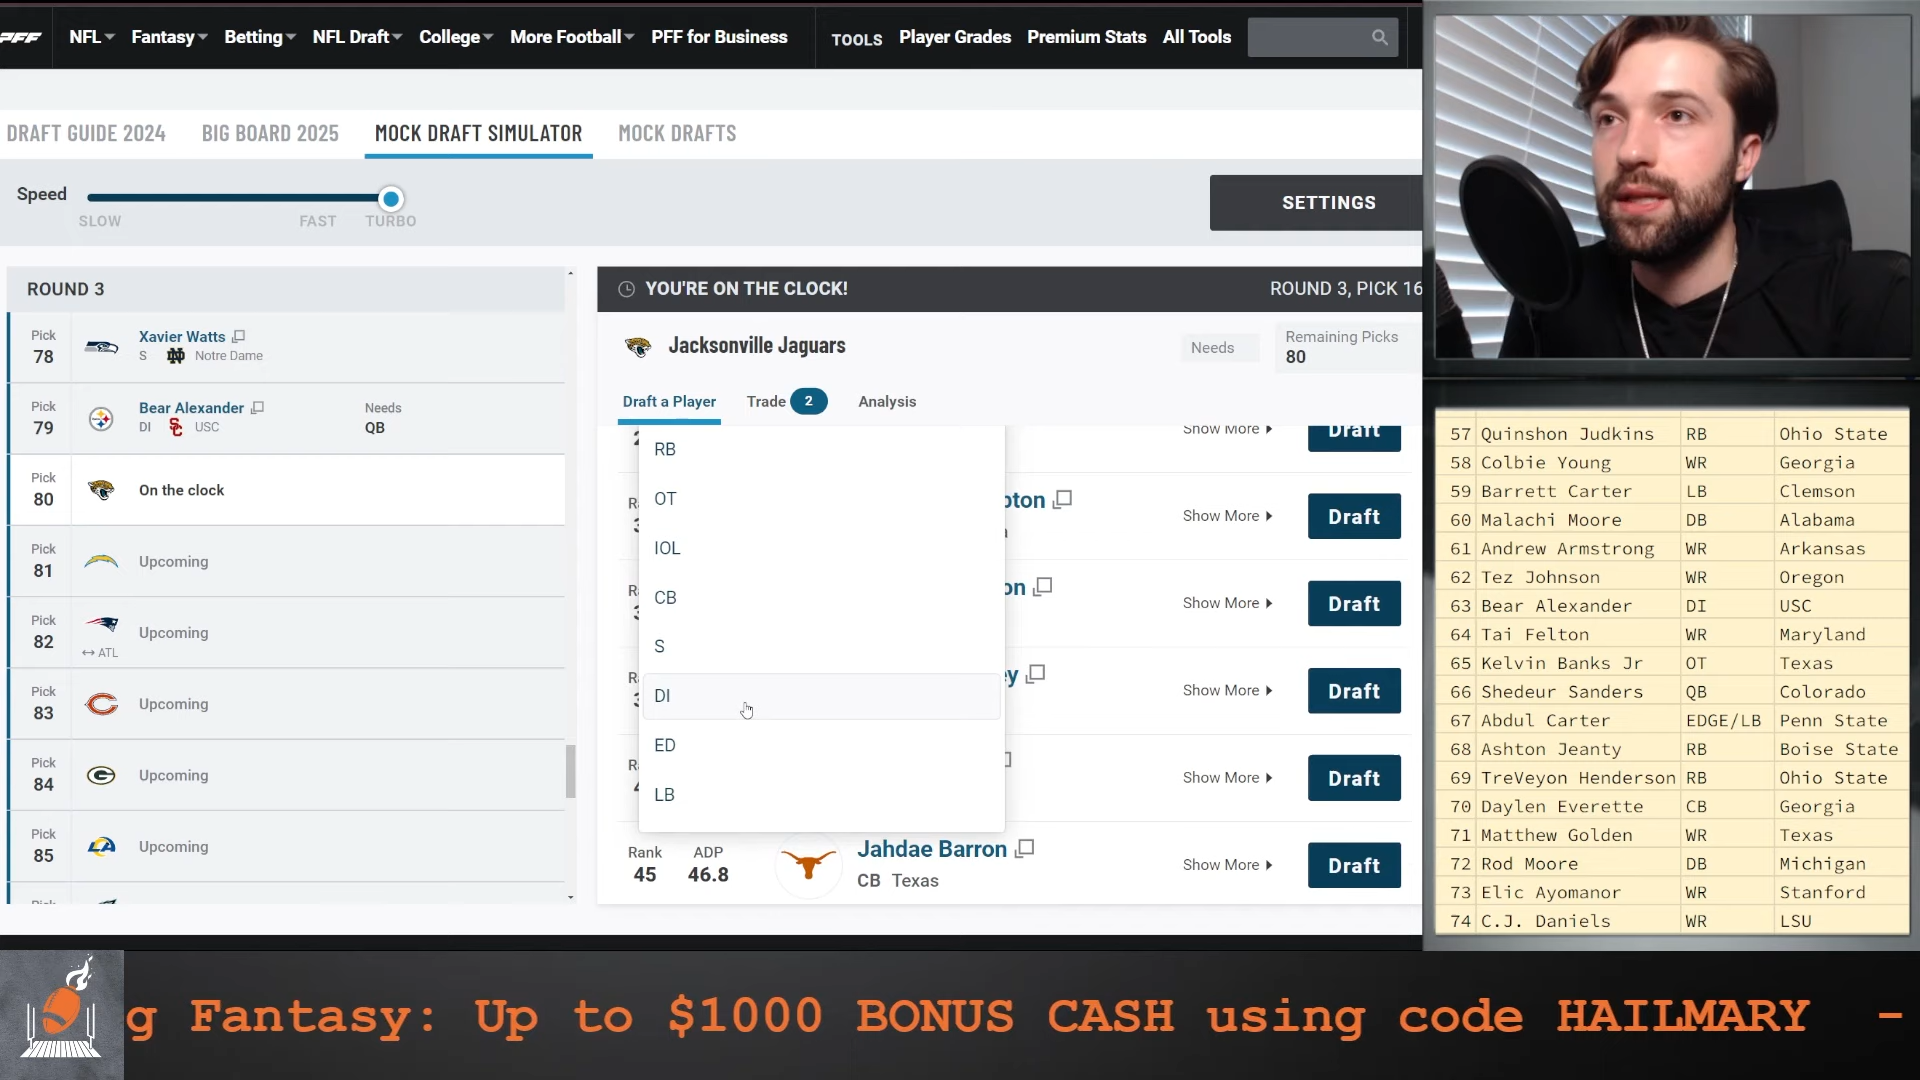 PFF NFL Fantasy Betting NFL Draft College More Football PFF for Business TOOLS Player Grades Premium Stats All Tools
DRAFT GUIDE 2024 BIG BOARD 2025 MOCK DRAFT SIMULATOR MOCK DRAFTS
Speed
SLOW FAST TURBO
SETTINGS
ROUND 3
Pick 78 Xavier Watts
S Notre Dame
Pick 79 Bear Alexander Needs
DI USC QB
Pick 80 On the clock
Pick 81 Upcoming
Pick 82 Upcoming
↔ ATL
Pick 83 Upcoming
Pick 84 Upcoming
Pick 85 Upcoming
YOU'RE ON THE CLOCK! ROUND 3, PICK 16
Jacksonville Jaguars Needs Remaining Picks
80
Draft a Player Trade 2 Analysis
Show More Draft
RB
Show More Draft
OT
IOL
Show More Draft
CB
S
Show More Draft
DI
ED
Show More Draft
LB
Rank ADP Jahdae Barron Show More Draft
45 46.8 CB Texas
57 Quinshon Judkins RB Ohio State
58 Colbie Young WR Georgia
59 Barrett Carter LB Clemson
60 Malachi Moore DB Alabama
61 Andrew Armstrong WR Arkansas
62 Tez Johnson WR Oregon
63 Bear Alexander DI USC
64 Tai Felton WR Maryland
65 Kelvin Banks Jr OT Texas
66 Shedeur Sanders QB Colorado
67 Abdul Carter EDGE/LB Penn State
68 Ashton Jeanty RB Boise State
69 TreVeyon Henderson RB Ohio State
70 Daylen Everette CB Georgia
71 Matthew Golden WR Texas
72 Rod Moore DB Michigan
73 Elic Ayomanor WR Stanford
74 C.J. Daniels WR LSU
g Fantasy: Up to $1000 BONUS CASH using code HAILMARY -